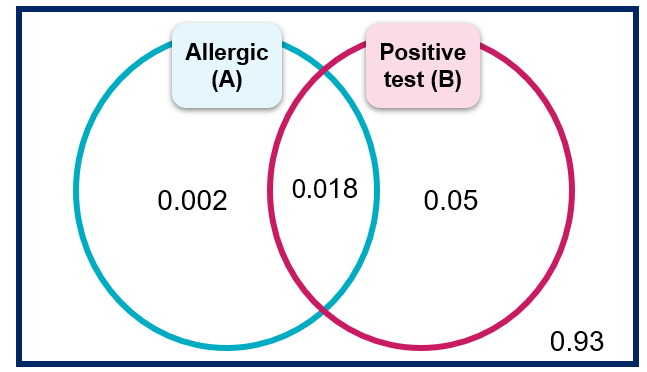 Allergic
(A)
Positive
test (B)
0.002
0.018
0.05
0.93